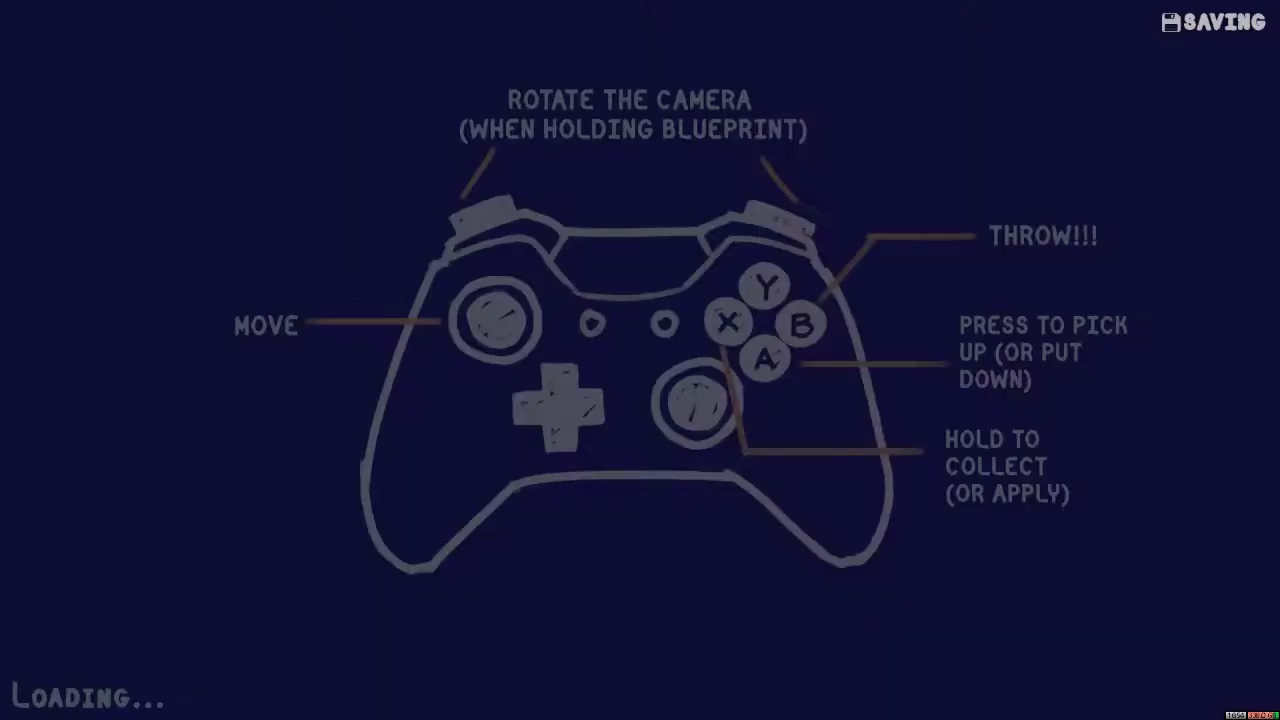 SAVING
ROTATE THE CAMERA
(WHEN HOLDING BLUEPRINT)
THROW!!!
Y
X
B
A
MOVE
PRESS TO PICK
UP (OR PUT
DOWN)
HOLD TO
COLLECT
(OR APPLY)
LOADING...